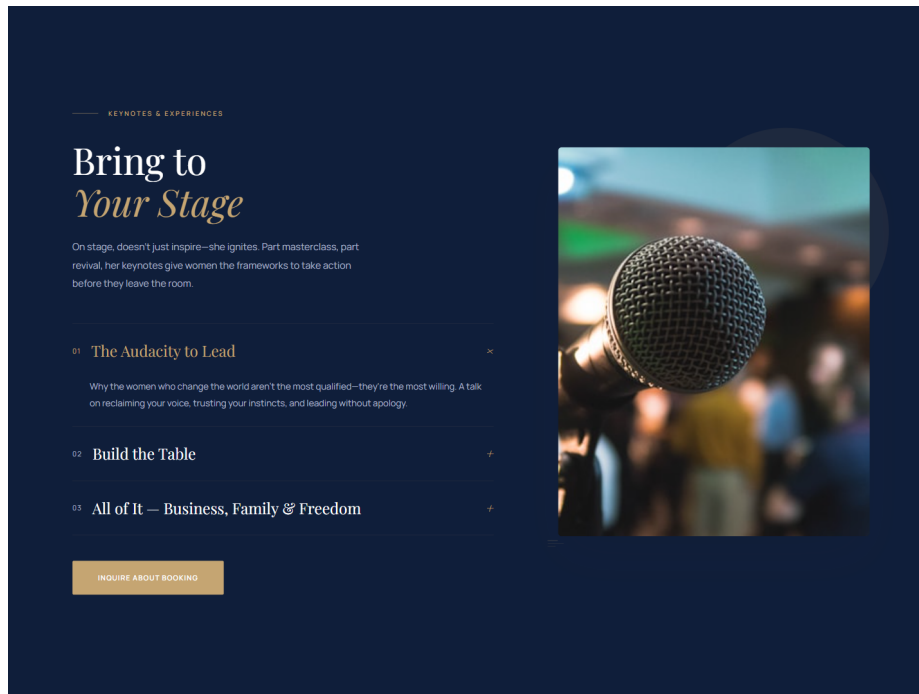 KEYNOTES & EXPERIENCES
Bring to
Your Stage
On stage, doesn't just inspire—she ignites. Part masterclass, part
revival, her keynotes give women the frameworks to take action
before they leave the room.
01 The Audacity to Lead
Why the women who change the world aren't the most qualified—they're the most willing. A talk
on reclaiming your voice, trusting your instincts, and leading without apology.
02 Build the Table +
03 All of It — Business, Family & Freedom +
INQUIRE ABOUT BOOKING